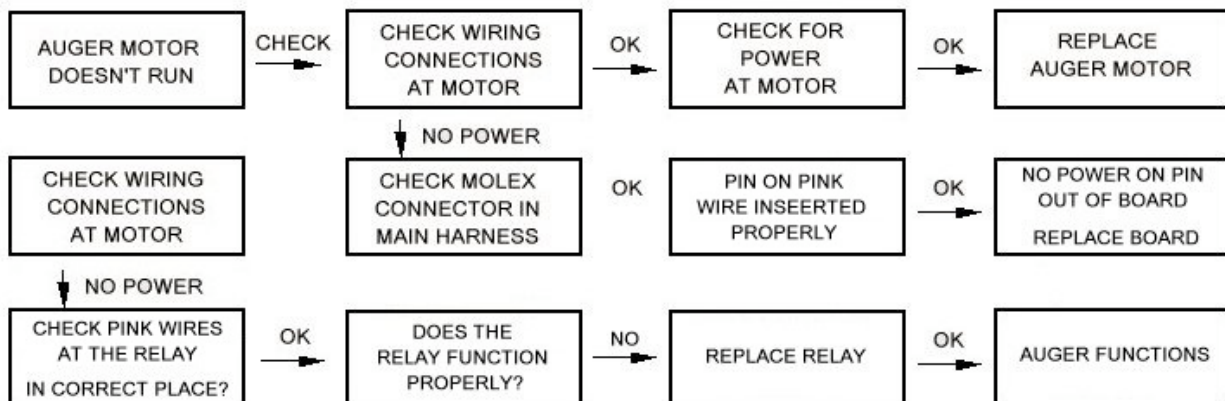 AUGER MOTOR
DOESN'T RUN
CHECK
CHECK WIRING
CONNECTIONS
AT MOTOR
OK
CHECK FOR
POWER
AT MOTOR
OK
REPLACE
AUGER MOTOR
NO POWER
CHECK WIRING
CONNECTIONS
AT MOTOR
CHECK MOLEX
CONNECTOR IN
MAIN HARNESS
OK
PIN ON PINK
WIRE INSEERTED
PROPERLY
OK
NO POWER ON PIN
OUT OF BOARD
REPLACE BOARD
NO POWER
CHECK PINK WIRES
AT THE RELAY
IN CORRECT PLACE?
OK
DOES THE
RELAY FUNCTION
PROPERLY?
NO
REPLACE RELAY
OK
AUGER FUNCTIONS